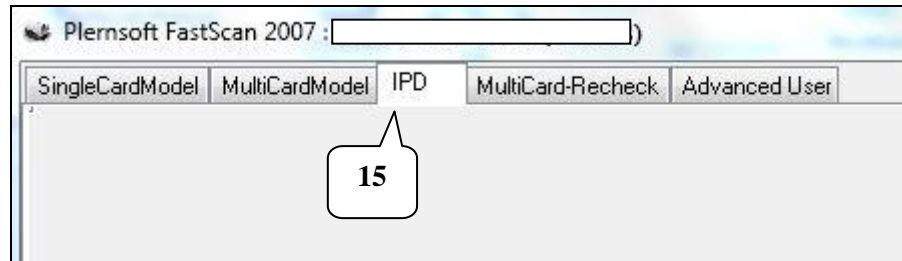 Plernsoft FastScan 2007 : )
SingleCardModel MultiCardModel IPD MultiCard-Recheck Advanced User
15